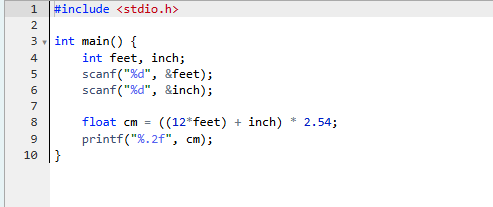 1 #include <stdio.h>
2
3 int main() {
4     int feet, inch;
5     scanf("%d", &feet);
6     scanf("%d", &inch);
7
8     float cm = ((12*feet) + inch) * 2.54;
9     printf("%.2f", cm);
10 }